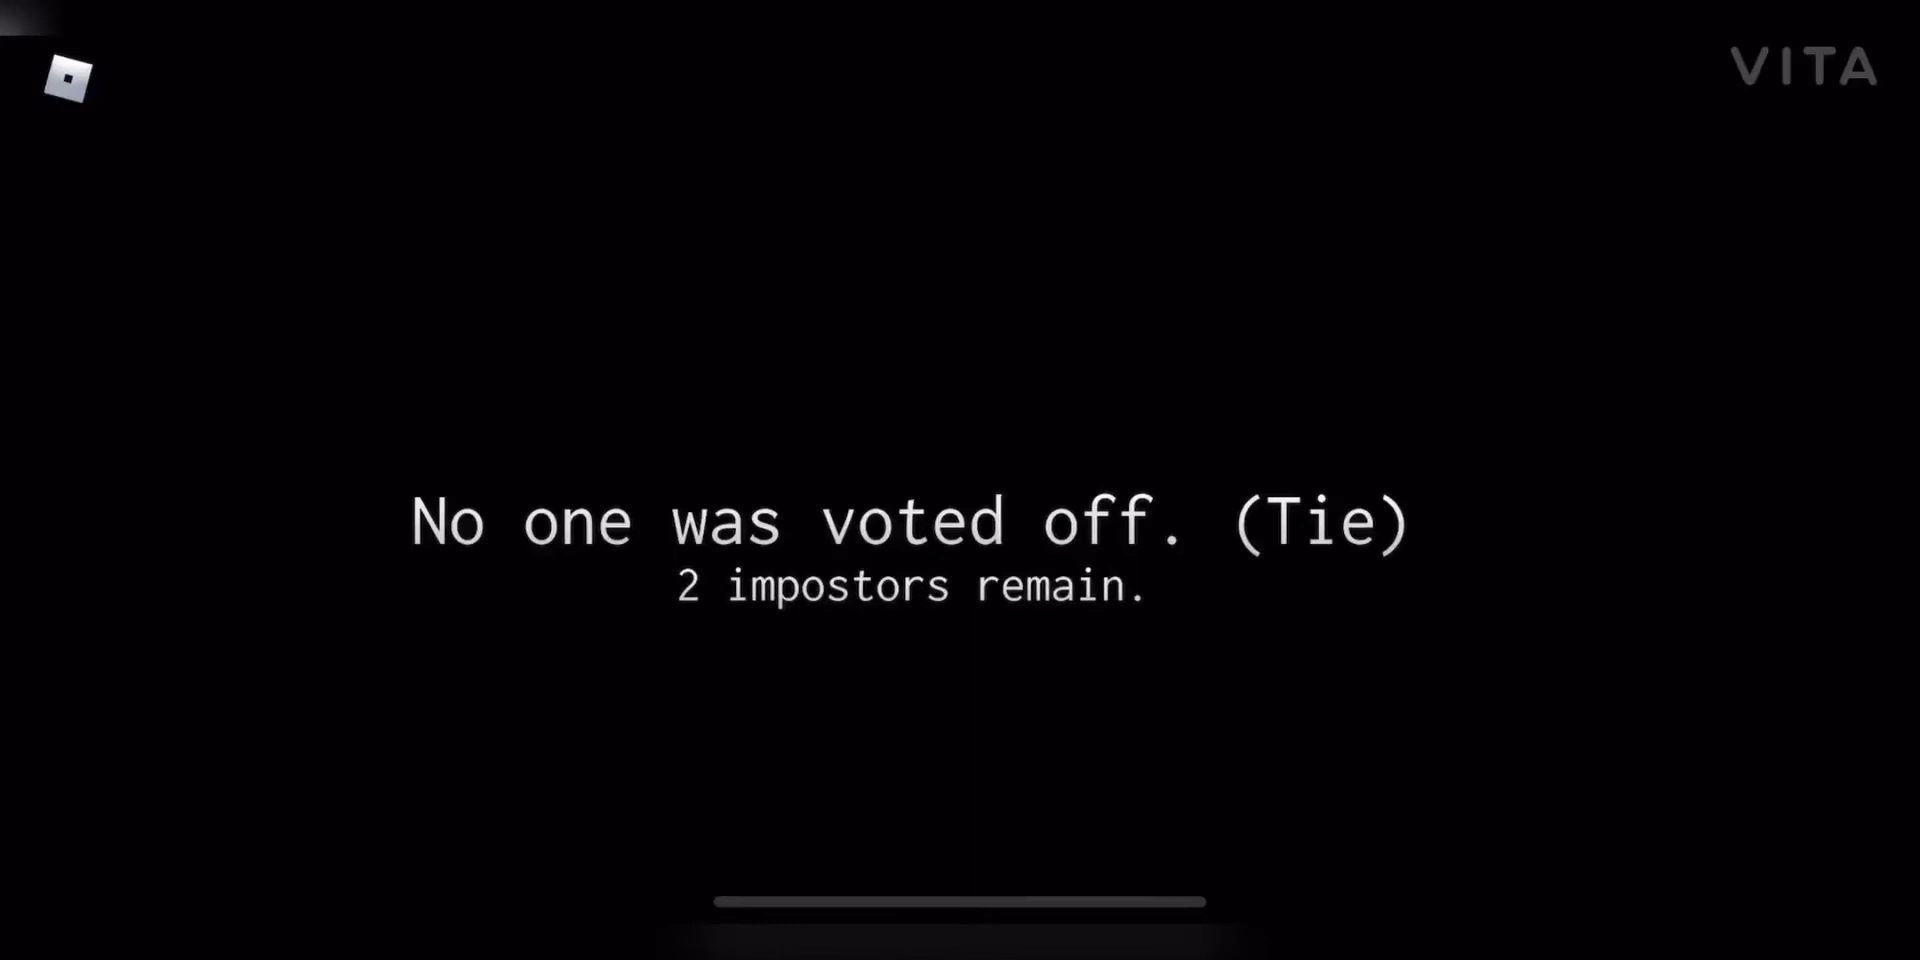 VITA
No one was voted off. (Tie)
2 impostors remain.